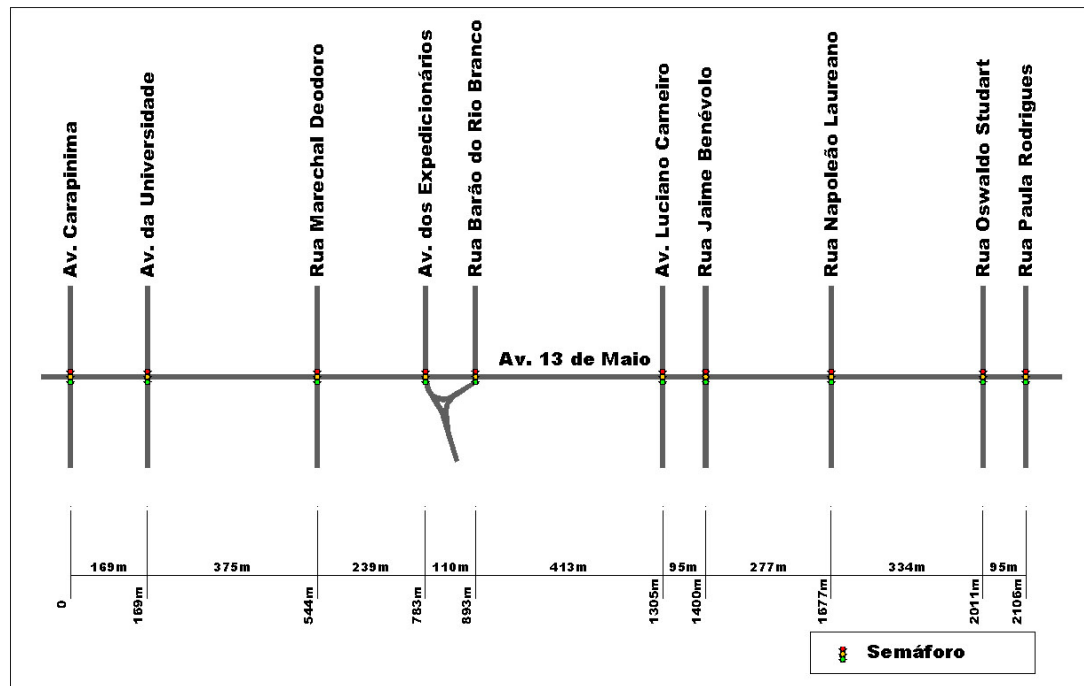 Av. Carapinima
Av. da Universidade
Rua Marechal Deodoro
Av. dos Expedicionários
Rua Barão do Rio Branco
Av. Luciano Carneiro
Rua Jaime Benévolo
Rua Napoleão Laureano
Rua Oswaldo Studart
Rua Paula Rodrigues
Av. 13 de Maio
169m
375m
239m
110m
413m
95m
277m
334m
95m
0
169m
544m
783m
893m
1305m
1400m
1677m
2011m
2106m
Semáforo